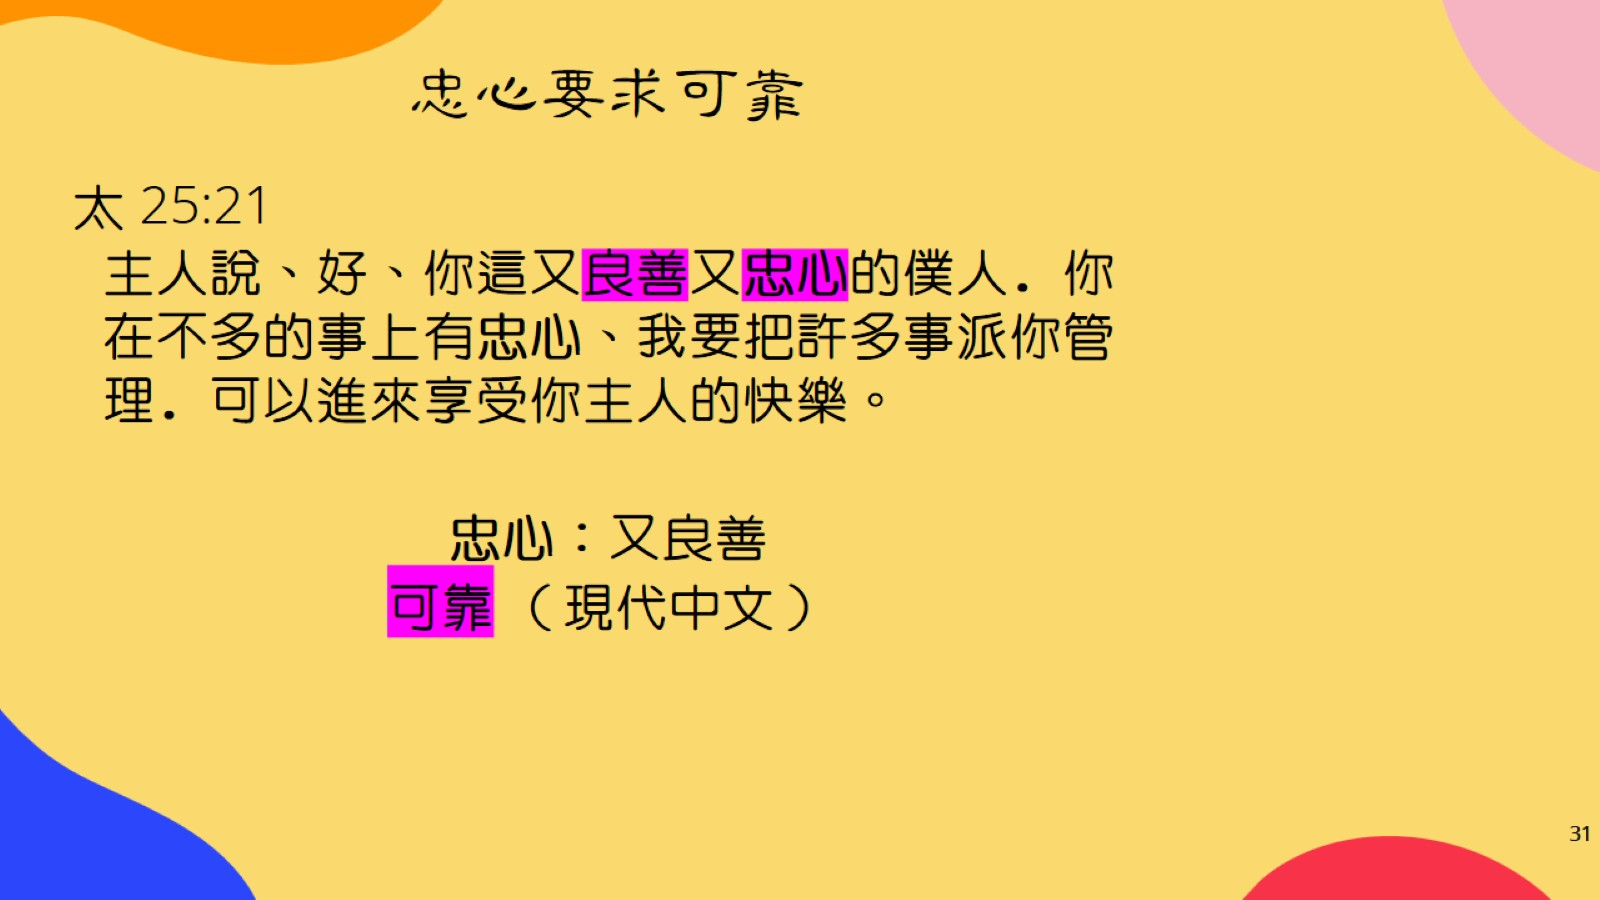 忠心要求可靠
太 25:21
主人說、好、你這又良善又忠心的僕人．你
在不多的事上有忠心、我要把許多事派你管
理．可以進來享受你主人的快樂。
忠心：又良善
可靠（現代中文）
31